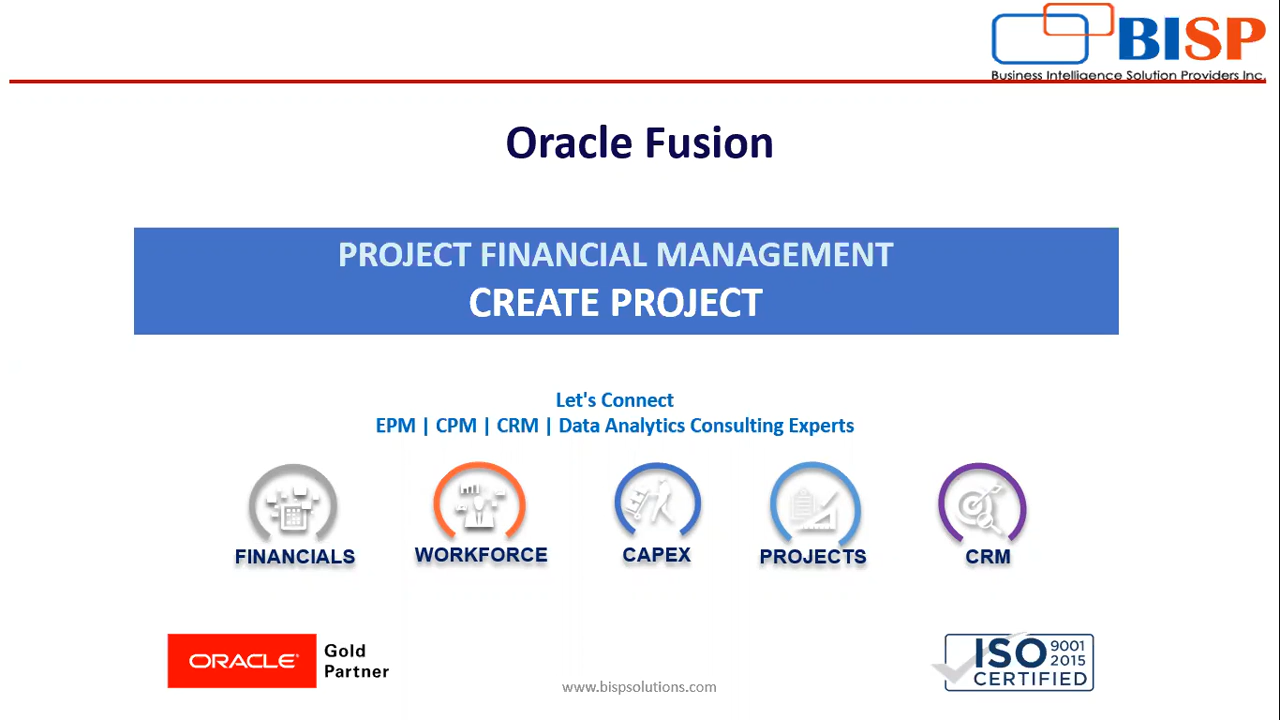 BISP
Business Intelligence Solution Providers Inc.
Oracle Fusion
PROJECT FINANCIAL MANAGEMENT
CREATE PROJECT
Let's Connect
EPM | CPM | CRM | Data Analytics Consulting Experts
FINANCIALS
WORKFORCE
CAPEX
PROJECTS
CRM
ORACLE®
Gold
Partner
www.bispsolutions.com
ISO 9001
2015
CERTIFIED